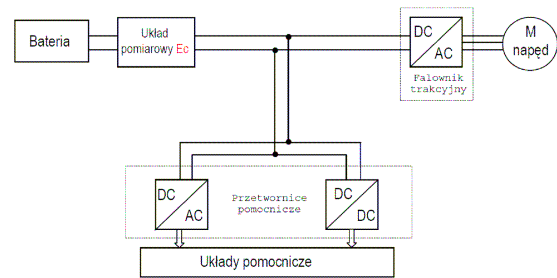 Bateria
Układ
pomiarowy Ec
DC
AC
M
napęd
Falownik
trakcyjny
DC
AC
Przetwornice
pomocnicze
DC
DC
Układy pomocnicze